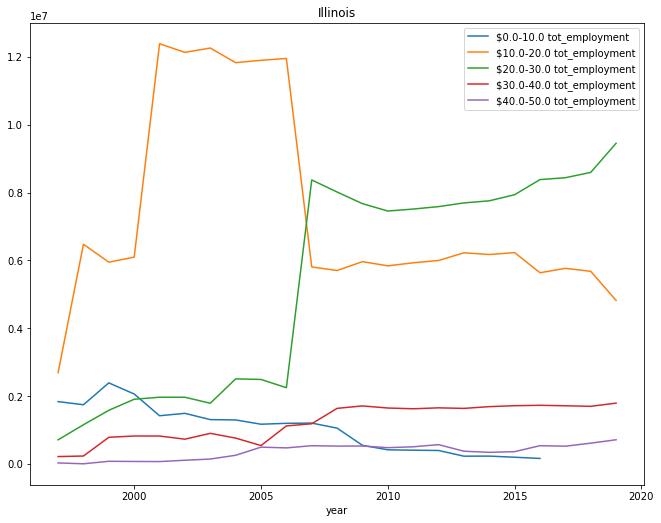 Illinois
1e7
$0.0-10.0 tot_employment
$10.0-20.0 tot_employment
$20.0-30.0 tot_employment
$30.0-40.0 tot_employment
$40.0-50.0 tot_employment
1.2
1.0
0.8
0.6
0.4
0.2
0.0
2000 2005 2010 2015 2020
year